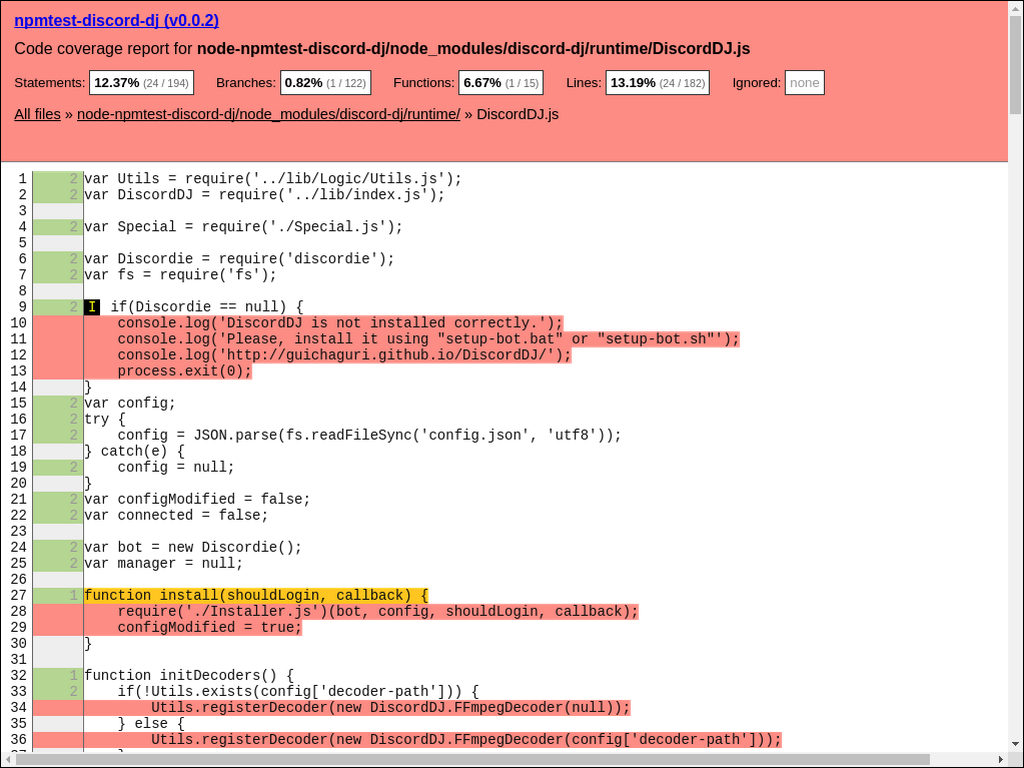 npmtest-discord-dj (v0.0.2)
Code coverage report for node-npmtest-discord-dj/node_modules/discord-dj/runtime/DiscordDJ.js
Statements: 12.37% (24 / 194) Branches: 0.82% (1 / 122) Functions: 6.67% (1 / 15) Lines: 13.19% (24 / 182) Ignored: none
All files » node-npmtest-discord-dj/node_modules/discord-dj/runtime/ » DiscordDJ.js
1 2 var Utils = require('../lib/Logic/Utils.js');
2 2 var DiscordDJ = require('../lib/index.js');
3
4 2 var Special = require('./Special.js');
5
6 2 var Discordie = require('discordie');
7 2 var fs = require('fs');
8
9 2 I if(Discordie == null) {
10     console.log('DiscordDJ is not installed correctly.');
11     console.log('Please, install it using "setup-bot.bat" or "setup-bot.sh"');
12     console.log('http://guichaguri.github.io/DiscordDJ/');
13     process.exit(0);
14 }
15 2 var config;
16 2 try {
17 2     config = JSON.parse(fs.readFileSync('config.json', 'utf8'));
18 } catch(e) {
19 2     config = null;
20 }
21 2 var configModified = false;
22 2 var connected = false;
23
24 2 var bot = new Discordie();
25 2 var manager = null;
26
27 1 function install(shouldLogin, callback) {
28     require('./Installer.js')(bot, config, shouldLogin, callback);
29     configModified = true;
30 }
31
32 1 function initDecoders() {
33 2     if(!Utils.exists(config['decoder-path'])) {
34         Utils.registerDecoder(new DiscordDJ.FFmpegDecoder(null));
35     } else {
36         Utils.registerDecoder(new DiscordDJ.FFmpegDecoder(config['decoder-path']));